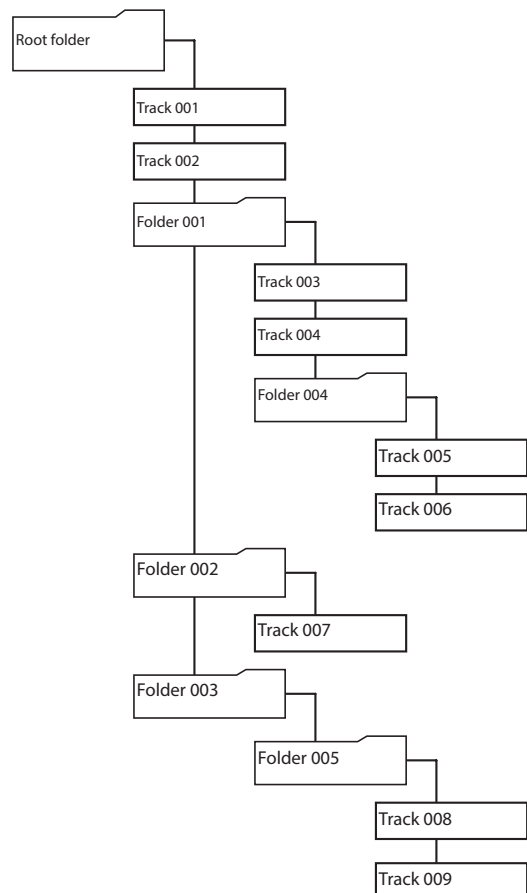 Root folder
Track 001
Track 002
Folder 001
Track 003
Track 004
Folder 004
Track 005
Track 006
Folder 002
Track 007
Folder 003
Folder 005
Track 008
Track 009